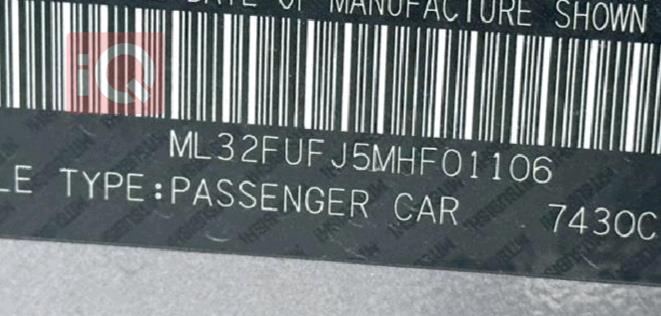 DATE OF MANUFACTURE SHOWN
iQ
ML32FUFJ5MHF01106
LE TYPE:PASSENGER CAR 7430C